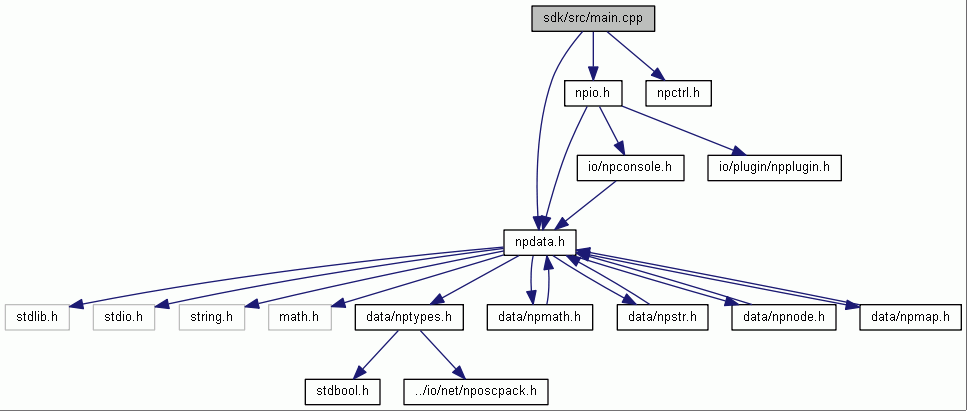 sdk/src/main.cpp
npio.h
npctrl.h
io/npconsole.h
io/plugin/npplugin.h
npdata.h
stdlib.h
stdio.h
string.h
math.h
data/nptypes.h
data/npmath.h
data/npstr.h
data/npnode.h
data/npmap.h
stdbool.h
../io/net/nposcpack.h